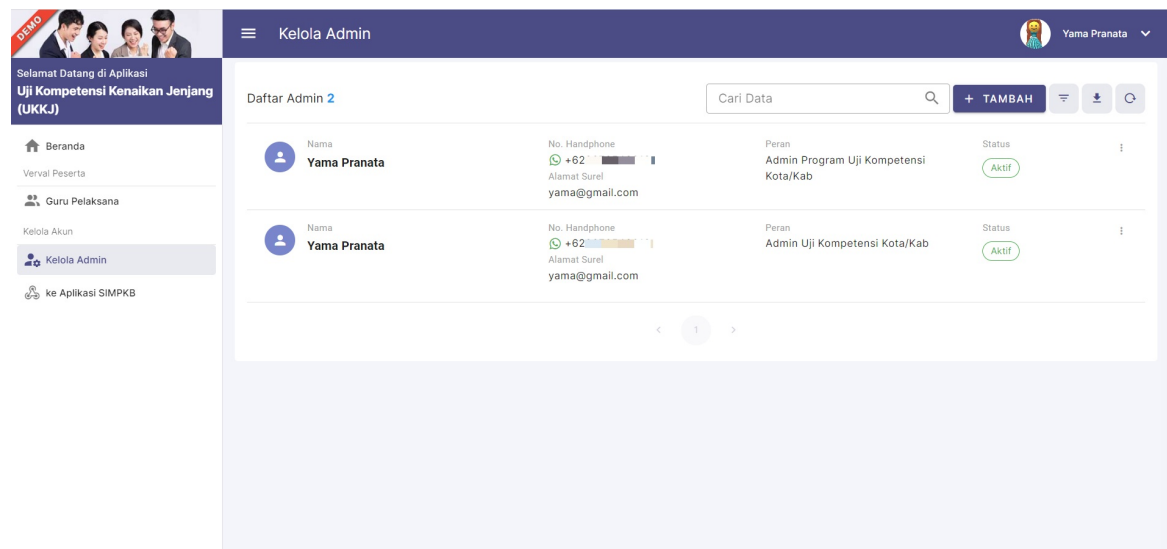 DEMO
Selamat Datang di Aplikasi
Uji Kompetensi Kenaikan Jenjang
(UKKJ)
Beranda
Verval Peserta
Guru Pelaksana
Kelola Akun
Kelola Admin
ke Aplikasi SIMPKB
Kelola Admin
Yama Pranata
Daftar Admin 2
Cari Data
+ TAMBAH
Nama
Yama Pranata
No. Handphone
+62
Alamat Surel
yama@gmail.com
Peran
Admin Program Uji Kompetensi
Kota/Kab
Status
Aktif
Nama
Yama Pranata
No. Handphone
+62
Alamat Surel
yama@gmail.com
Peran
Admin Uji Kompetensi Kota/Kab
Status
Aktif
1